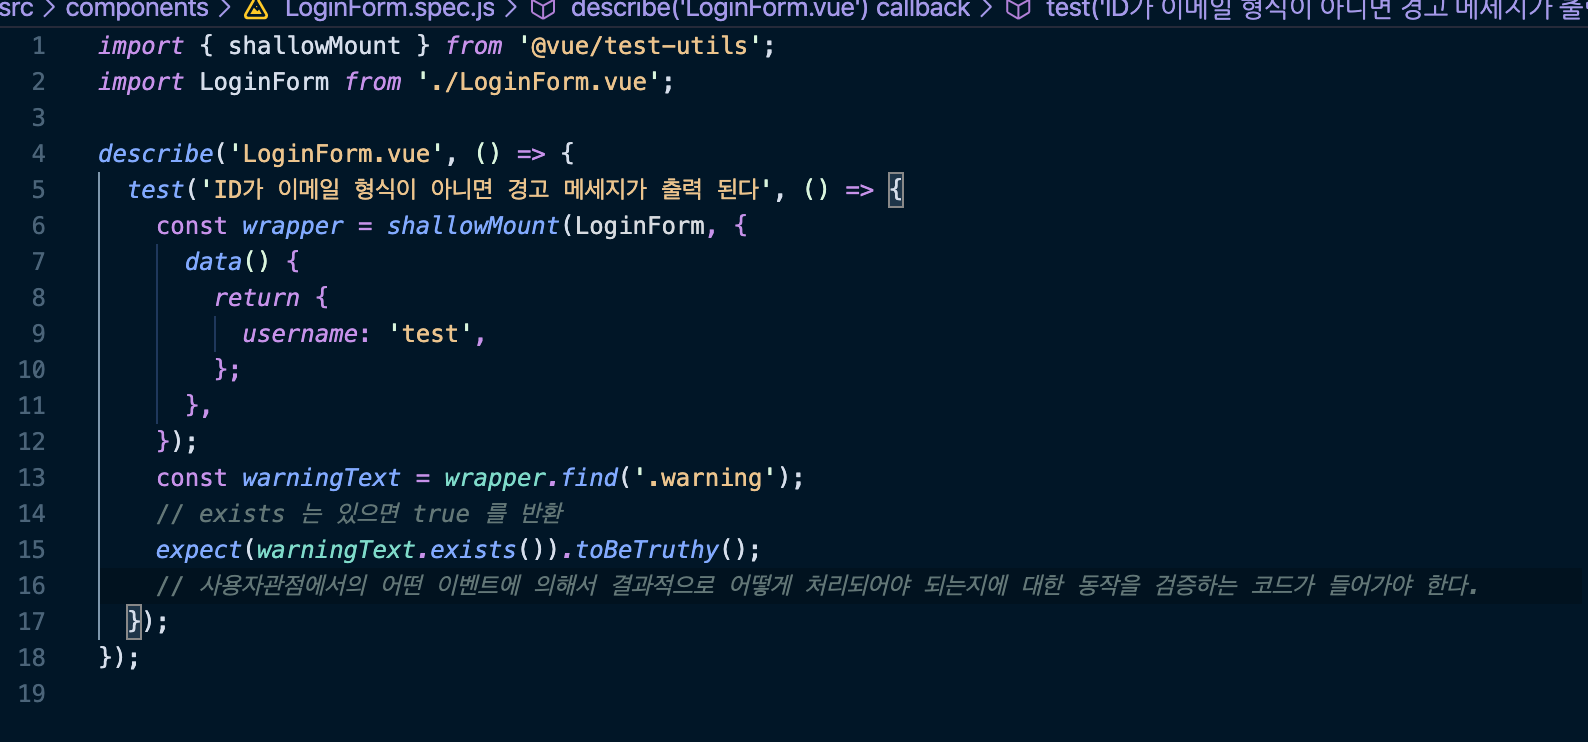 src > components > LoginForm.spec.js > describe('LoginForm.vue') callback > test('ID가 이메일 형식이 아니면 경고 메세지가 출
1 import { shallowMount } from '@vue/test-utils';
2 import LoginForm from './LoginForm.vue';
3
4 describe('LoginForm.vue', () => {
5   test('ID가 이메일 형식이 아니면 경고 메세지가 출력 된다', () => {
6     const wrapper = shallowMount(LoginForm, {
7       data() {
8         return {
9           username: 'test',
10         };
11       },
12     });
13     const warningText = wrapper.find('.warning');
14     // exists 는 있으면 true 를 반환
15     expect(warningText.exists()).toBeTruthy();
16     // 사용자관점에서의 어떤 이벤트에 의해서 결과적으로 어떻게 처리되어야 되는지에 대한 동작을 검증하는 코드가 들어가야 한다.
17   });
18 });
19